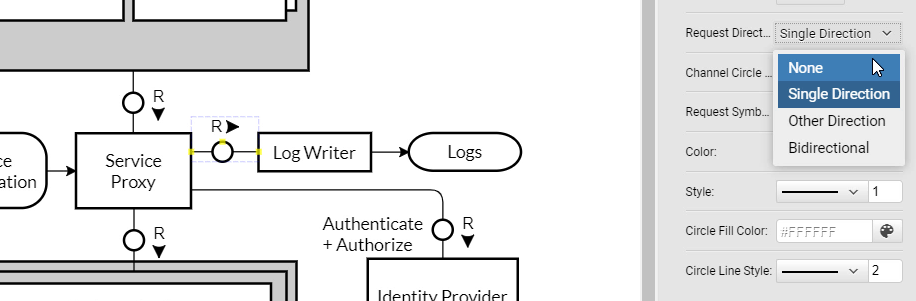 R
R
Service
Proxy
Log Writer
Logs
ce
ation
R
Authenticate
+ Authorize
R
Identity Provider
Request Direct...
Single Direction
None
Single Direction
Other Direction
Bidirectional
Channel Circle ...
Request Symb...
Color:
Style:
1
Circle Fill Color:
#FFFFFF
Circle Line Style:
2